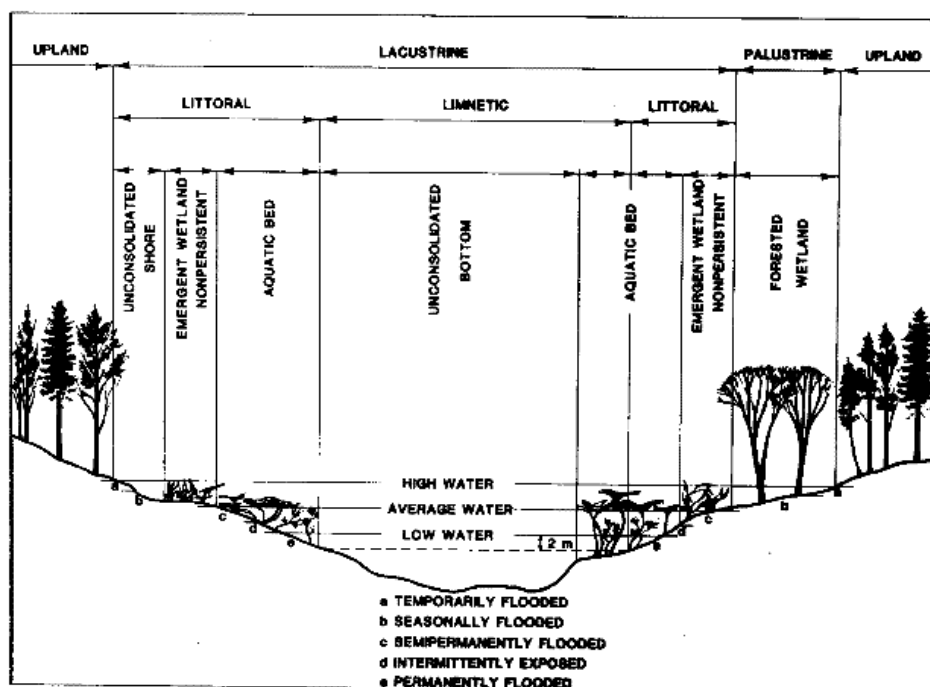 UPLAND
LACUSTRINE
PALUSTRINE
UPLAND
LITTORAL
LIMNETIC
LITTORAL
UNCONSOLIDATED
SHORE
EMERGENT WETLAND
NONPERSISTENT
AQUATIC BED
UNCONSOLIDATED
BOTTOM
AQUATIC BED
EMERGENT WETLAND
NONPERSISTENT
FORESTED
WETLAND
HIGH WATER
AVERAGE WATER
LOW WATER
2 m
a
b
c
d
e
e
d
c
b
a
a TEMPORARILY FLOODED
b SEASONALLY FLOODED
c SEMIPERMANENTLY FLOODED
d INTERMITTENTLY EXPOSED
e PERMANENTLY FLOODED